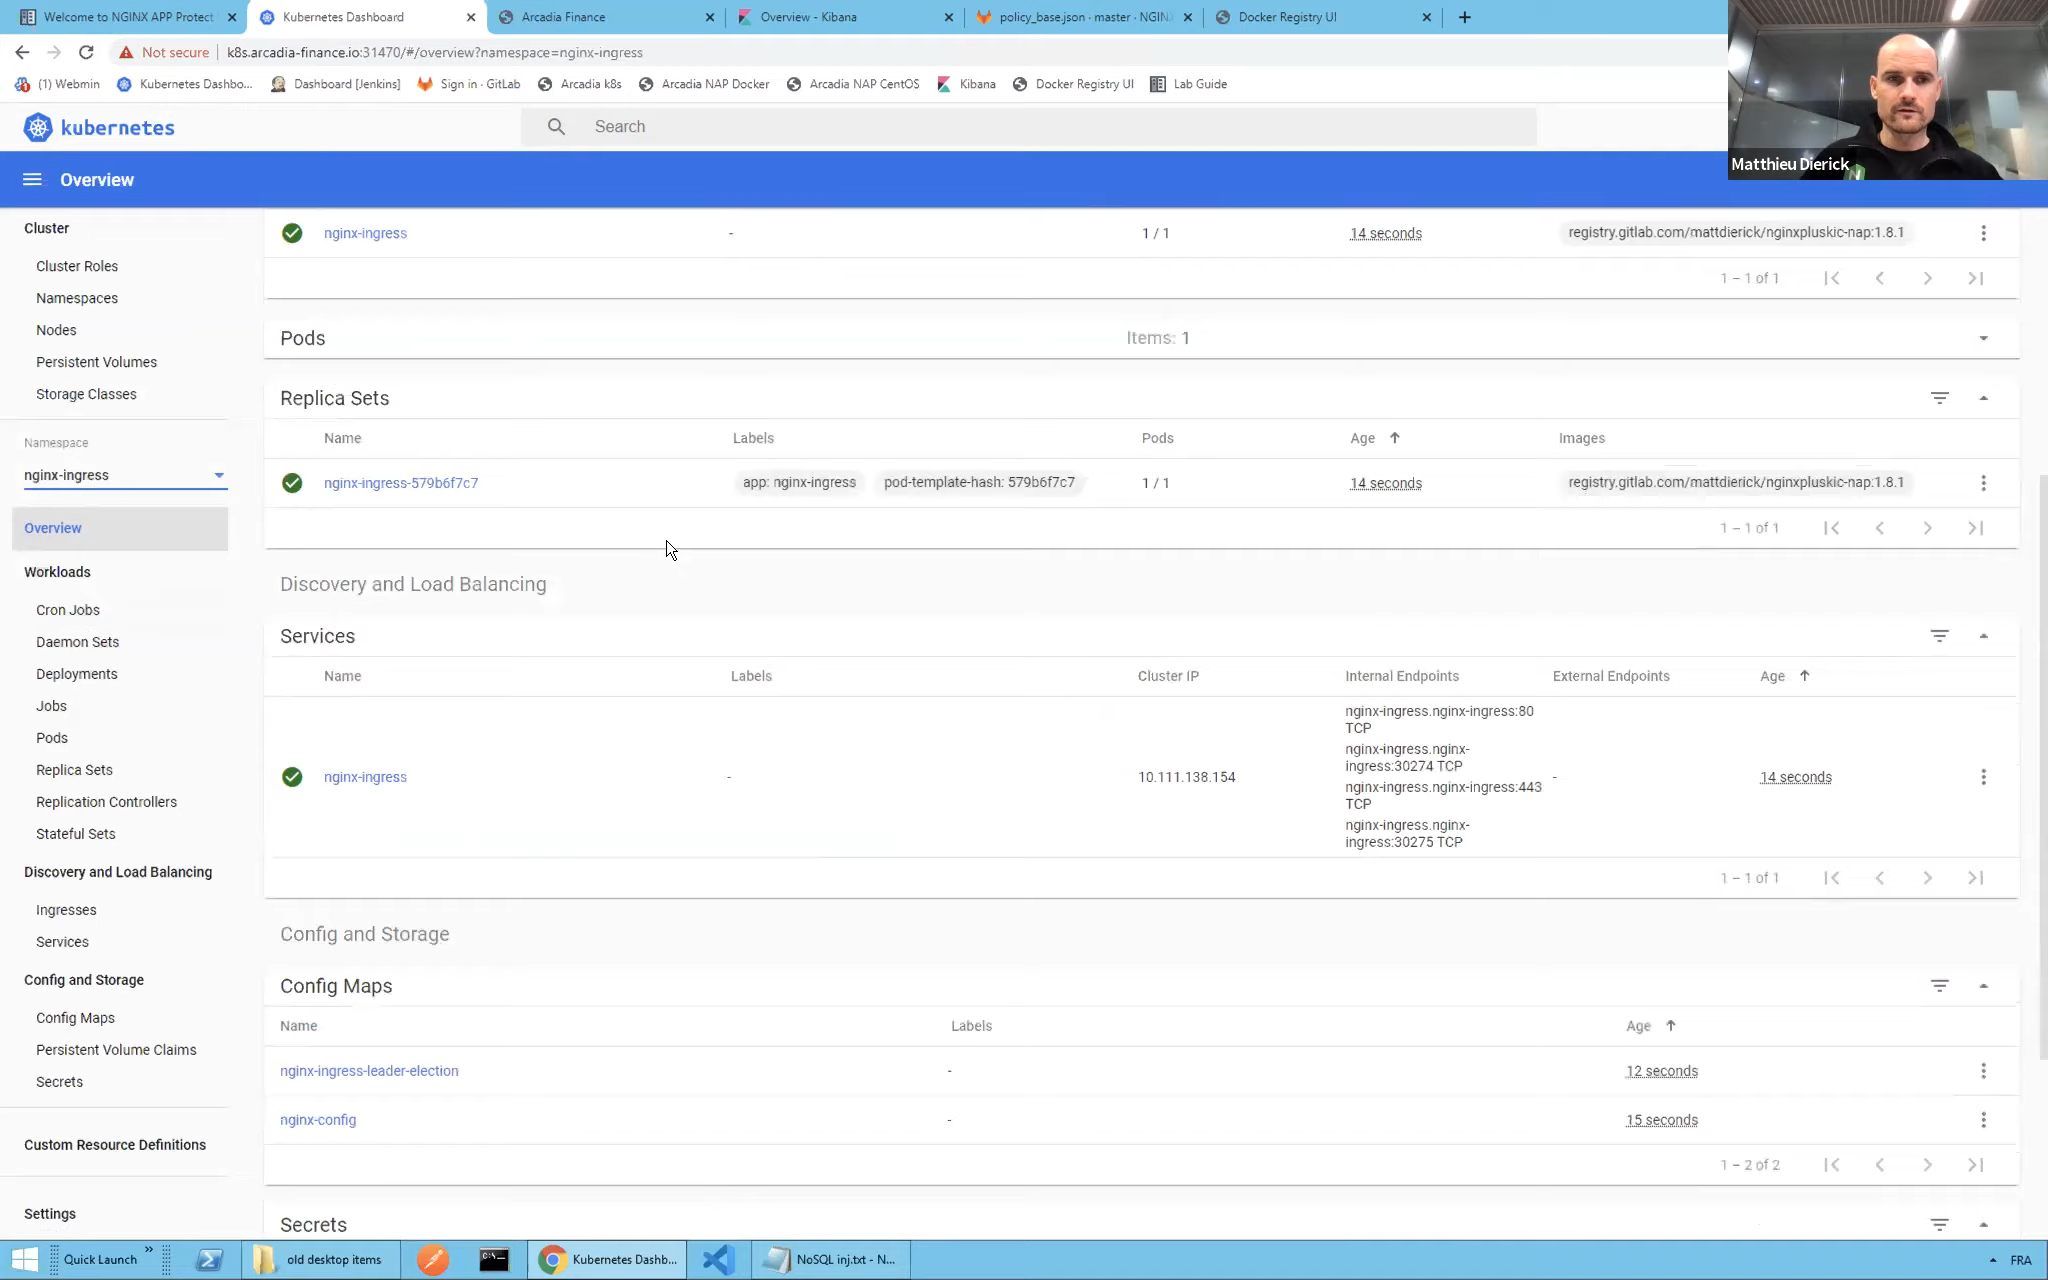 Welcome to NGINX APP Protect
Kubernetes Dashboard
Arcadia Finance
Overview - Kibana
policy_base.json · master · NGIN
Docker Registry UI
Not secure
k8s.arcadia-finance.io:31470/#/overview?namespace=nginx-ingress
(1) Webmin
Kubernetes Dashbo...
Dashboard [Jenkins]
Sign in · GitLab
Arcadia k8s
Arcadia NAP Docker
Arcadia NAP CentOS
Kibana
Docker Registry UI
Lab Guide
kubernetes
Search
Matthieu Dierick
Overview
Cluster
Cluster Roles
Namespaces
Nodes
Persistent Volumes
Storage Classes
Namespace
nginx-ingress
Overview
Workloads
Cron Jobs
Daemon Sets
Deployments
Jobs
Pods
Replica Sets
Replication Controllers
Stateful Sets
Discovery and Load Balancing
Ingresses
Services
Config and Storage
Config Maps
Persistent Volume Claims
Secrets
Custom Resource Definitions
Settings
nginx-ingress - 1 / 1 14 seconds registry.gitlab.com/mattdierick/nginxpluskic-nap:1.8.1
1 – 1 of 1
Pods Items: 1
Replica Sets
Name Labels Pods Age Images
nginx-ingress-579b6f7c7 app: nginx-ingress pod-template-hash: 579b6f7c7 1 / 1 14 seconds registry.gitlab.com/mattdierick/nginxpluskic-nap:1.8.1
1 – 1 of 1
Discovery and Load Balancing
Services
Name Labels Cluster IP Internal Endpoints External Endpoints Age
nginx-ingress - 10.111.138.154
nginx-ingress.nginx-ingress:80
TCP
nginx-ingress.nginx-
ingress:30274 TCP
nginx-ingress.nginx-ingress:443
TCP
nginx-ingress.nginx-
ingress:30275 TCP
- 14 seconds
1 – 1 of 1
Config and Storage
Config Maps
Name Labels Age
nginx-ingress-leader-election - 12 seconds
nginx-config - 15 seconds
1 – 2 of 2
Secrets
Quick Launch
old desktop items
Kubernetes Dashb...
NoSQL inj.txt - N...
FRA